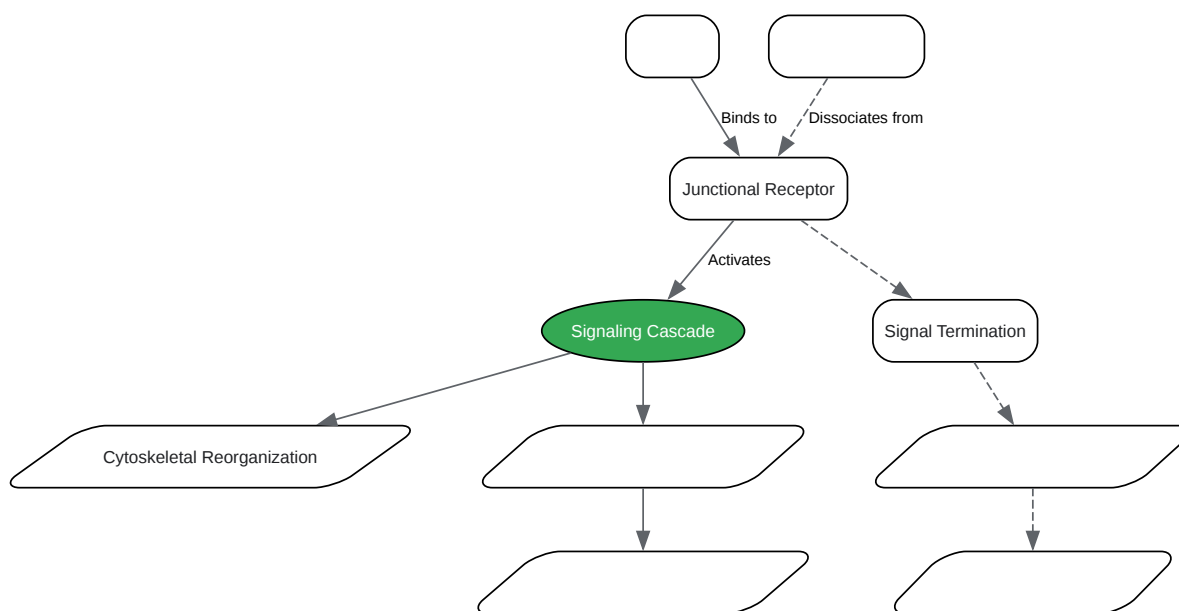 Binds to
Dissociates from
Junctional Receptor
Activates
Signaling Cascade
Signal Termination
Cytoskeletal Reorganization